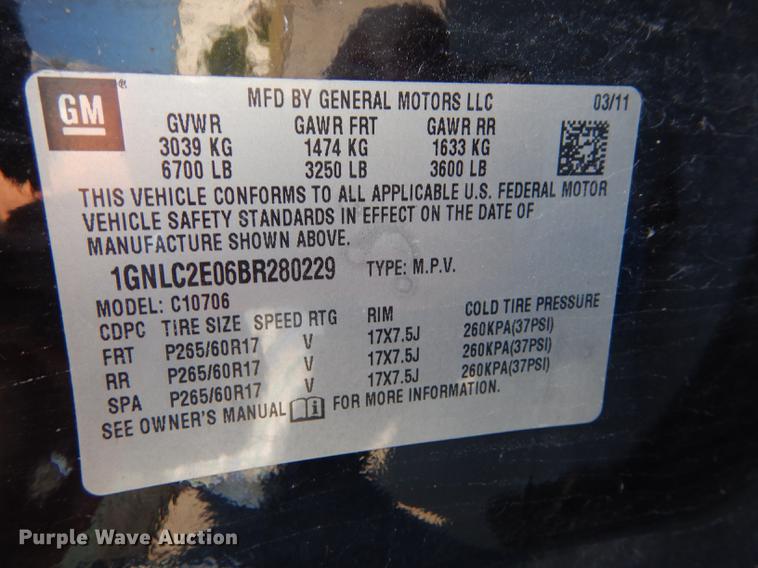 GM ®
MFD BY GENERAL MOTORS LLC 03/11
GVWR GAWR FRT GAWR RR
3039 KG 1474 KG 1633 KG
6700 LB 3250 LB 3600 LB
THIS VEHICLE CONFORMS TO ALL APPLICABLE U.S. FEDERAL MOTOR
VEHICLE SAFETY STANDARDS IN EFFECT ON THE DATE OF
MANUFACTURE SHOWN ABOVE.
1GNLC2E06BR280229 TYPE: M.P.V.
MODEL: C10706
CDPC TIRE SIZE SPEED RTG RIM COLD TIRE PRESSURE
FRT P265/60R17 V 17X7.5J 260KPA(37PSI)
RR P265/60R17 V 17X7.5J 260KPA(37PSI)
SPA P265/60R17 V 17X7.5J 260KPA(37PSI)
SEE OWNER'S MANUAL i FOR MORE INFORMATION.
Purple Wave Auction